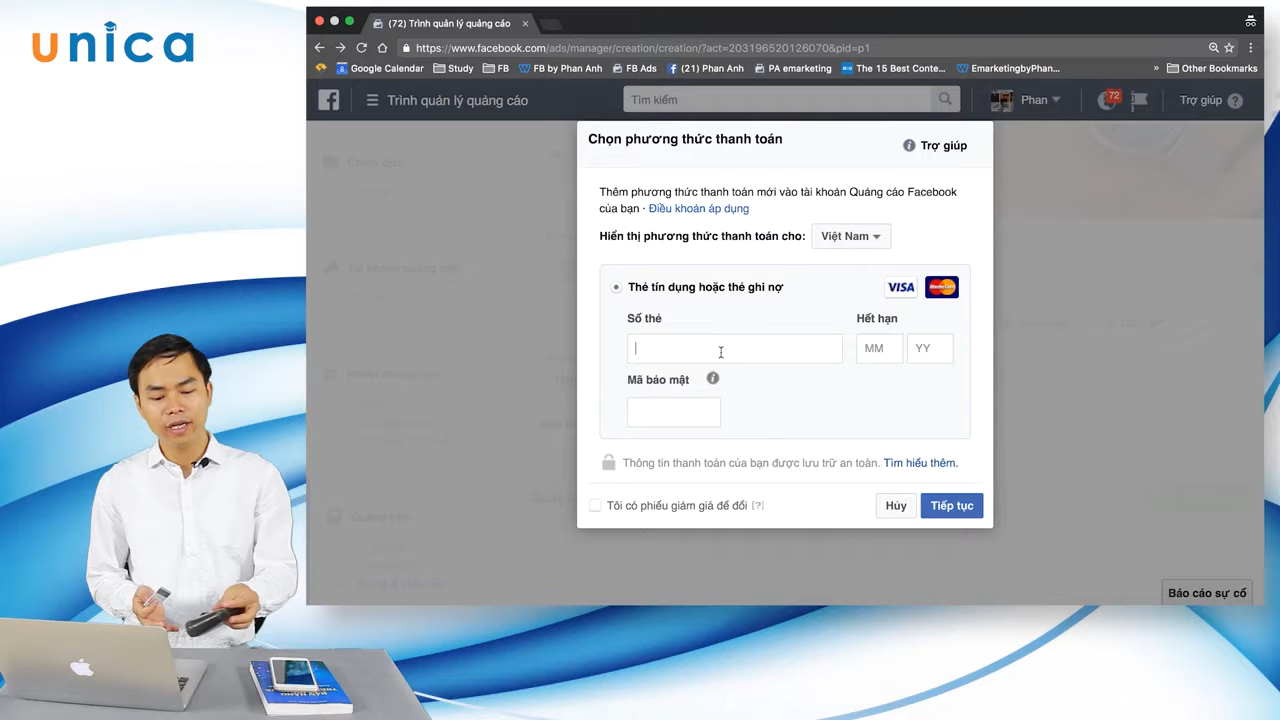 unica
(72) Trình quản lý quảng cáo
https://www.facebook.com/ads/manager/creation/creation/?act=203196520126070&pid=p1
Google Calendar Study FB FB by Phan Anh FB Ads (21) Phan Anh PA emarketing The 15 Best Conte... EmarketingbyPhan... » Other Bookmarks
Trình quản lý quảng cáo Tìm kiếm Phan 72 Trợ giúp
Chọn phương thức thanh toán
Trợ giúp
Thêm phương thức thanh toán mới vào tài khoản Quảng cáo Facebook
của bạn · Điều khoản áp dụng
Hiển thị phương thức thanh toán cho: Việt Nam
Thẻ tín dụng hoặc thẻ ghi nợ VISA MasterCard
Số thẻ Hết hạn
MM YY
Mã bảo mật
Thông tin thanh toán của bạn được lưu trữ an toàn. Tìm hiểu thêm.
Tôi có phiếu giảm giá để đổi [?] Hủy Tiếp tục
Báo cáo sự cố